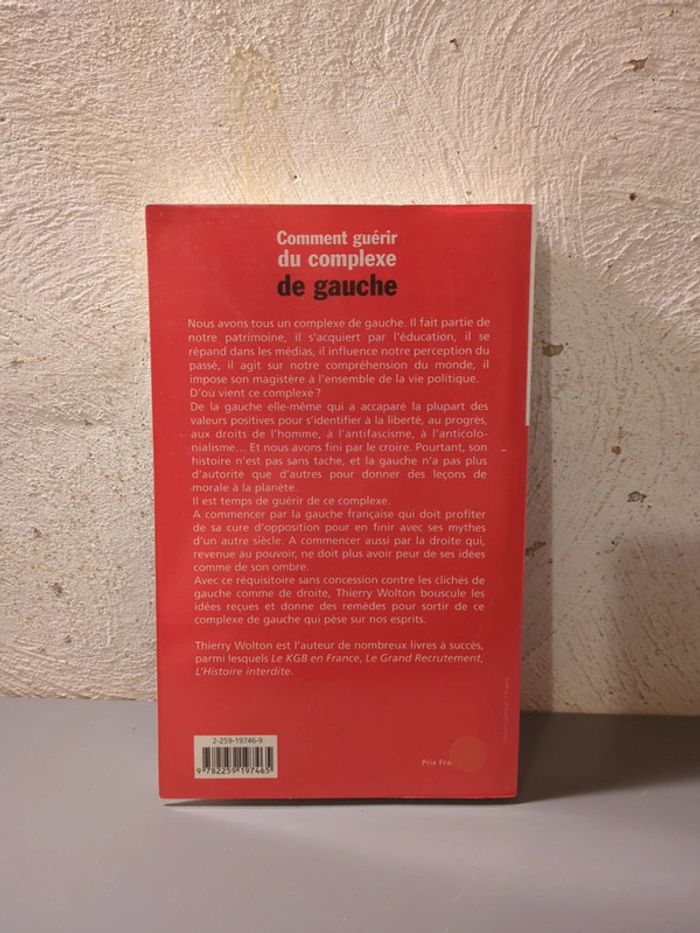 Comment guérir
du complexe
de gauche
Nous avons tous un complexe de gauche. Il fait partie de
notre patrimoine, il s'acquiert par l'éducation, il se
répand dans les médias, il influence notre perception du
passé, il agit sur notre compréhension du monde, il
impose son magistère à l'ensemble de la vie politique.
D'où vient ce complexe ?
De la gauche elle-même qui a accaparé la plupart des
valeurs positives pour s'identifier à la liberté, au progrès,
aux droits de l'homme, à l'antifascisme, à l'anticolo-
nialisme... Et nous avons fini par le croire. Pourtant, son
histoire n'est pas sans tache, et la gauche n'a pas plus
d'autorité que d'autres pour donner des leçons de
morale à la planète.
Il est temps de guérir de ce complexe.
A commencer par la gauche française qui doit profiter
de sa cure d'opposition pour en finir avec ses mythes
d'un autre siècle. A commencer aussi par la droite qui,
revenue au pouvoir, ne doit plus avoir peur de ses idées
comme de son ombre.
Avec ce réquisitoire sans concession contre les clichés de
gauche comme de droite, Thierry Wolton bouscule les
idées reçues et donne des remèdes pour sortir de ce
complexe de gauche qui pèse sur nos esprits.
Thierry Wolton est l'auteur de nombreux livres à succès,
parmi lesquels Le KGB en France, Le Grand Recrutement,
L'Histoire interdite.
2-259-19746-9
9 782259 197465
Prix Fra